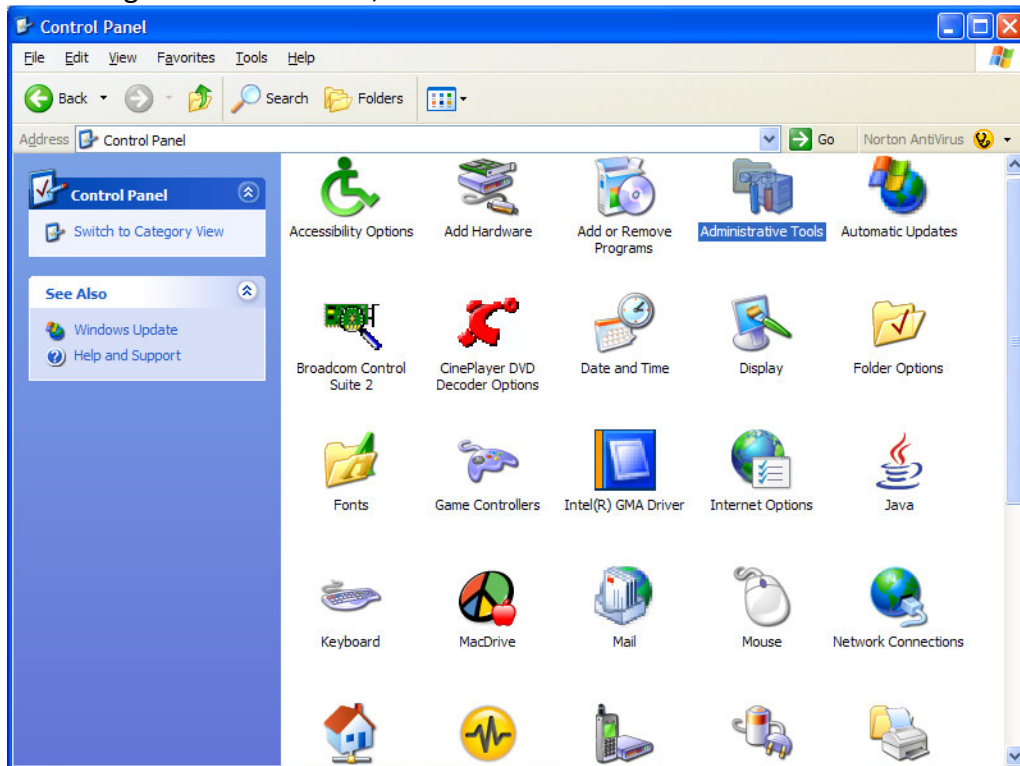 Control Panel
File Edit View Favorites Tools Help
Back Search Folders
Address Control Panel Go Norton AntiVirus
Control Panel
Switch to Category View
See Also
Windows Update
Help and Support
Accessibility Options Add Hardware Add or Remove Programs Administrative Tools Automatic Updates
Broadcom Control Suite 2 CinePlayer DVD Decoder Options Date and Time Display Folder Options
Fonts Game Controllers Intel(R) GMA Driver Internet Options Java
Keyboard MacDrive Mail Mouse Network Connections